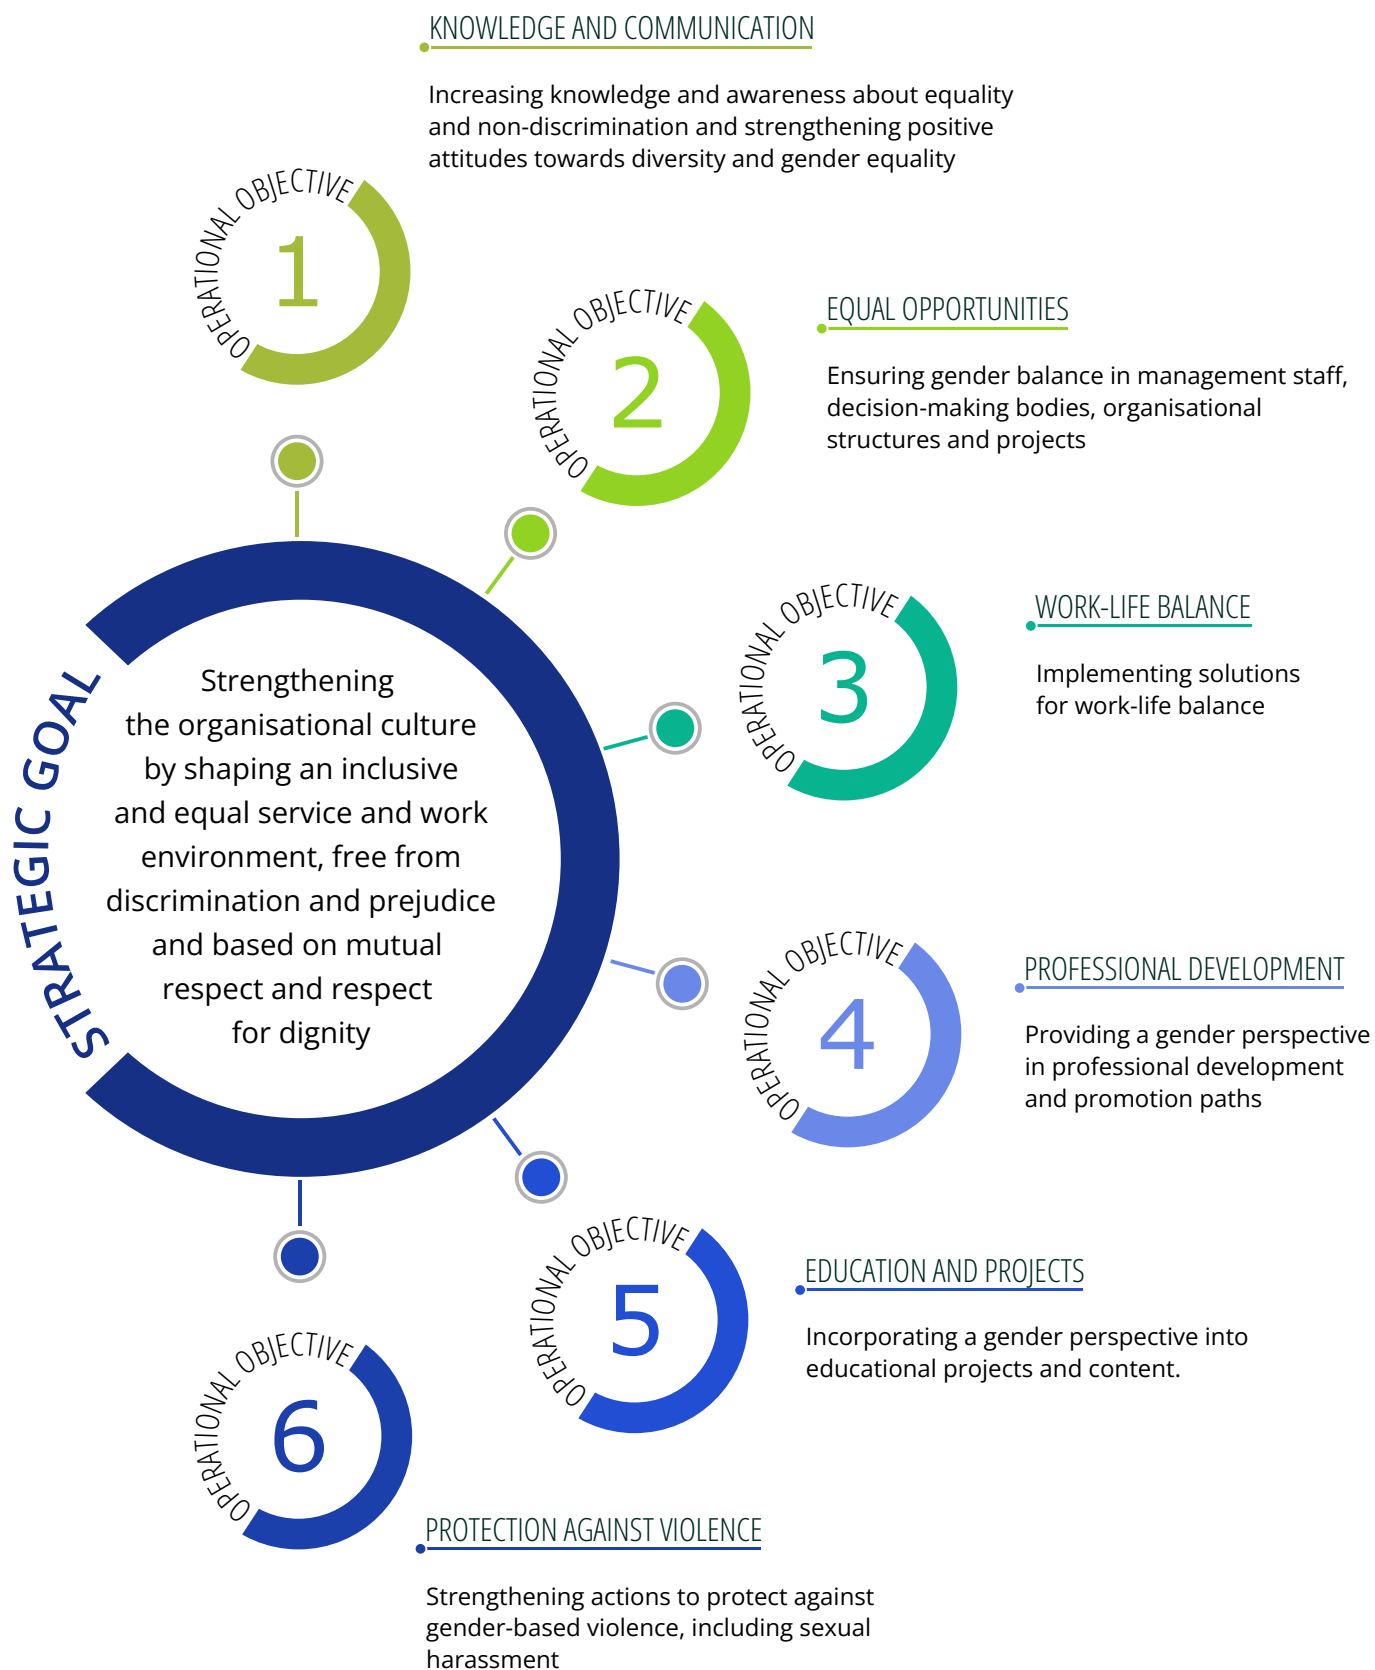 KNOWLEDGE AND COMMUNICATION
Increasing knowledge and awareness about equality
and non-discrimination and strengthening positive
attitudes towards diversity and gender equality
OPERATIONAL OBJECTIVE
1
OPERATIONAL OBJECTIVE
2
EQUAL OPPORTUNITIES
Ensuring gender balance in management staff,
decision-making bodies, organisational
structures and projects
OPERATIONAL OBJECTIVE
3
WORK-LIFE BALANCE
Implementing solutions
for work-life balance
STRATEGIC GOAL
Strengthening
the organisational culture
by shaping an inclusive
and equal service and work
environment, free from
discrimination and prejudice
and based on mutual
respect and respect
for dignity
OPERATIONAL OBJECTIVE
4
PROFESSIONAL DEVELOPMENT
Providing a gender perspective
in professional development
and promotion paths
OPERATIONAL OBJECTIVE
5
EDUCATION AND PROJECTS
Incorporating a gender perspective into
educational projects and content.
OPERATIONAL OBJECTIVE
6
PROTECTION AGAINST VIOLENCE
Strengthening actions to protect against
gender-based violence, including sexual
harassment